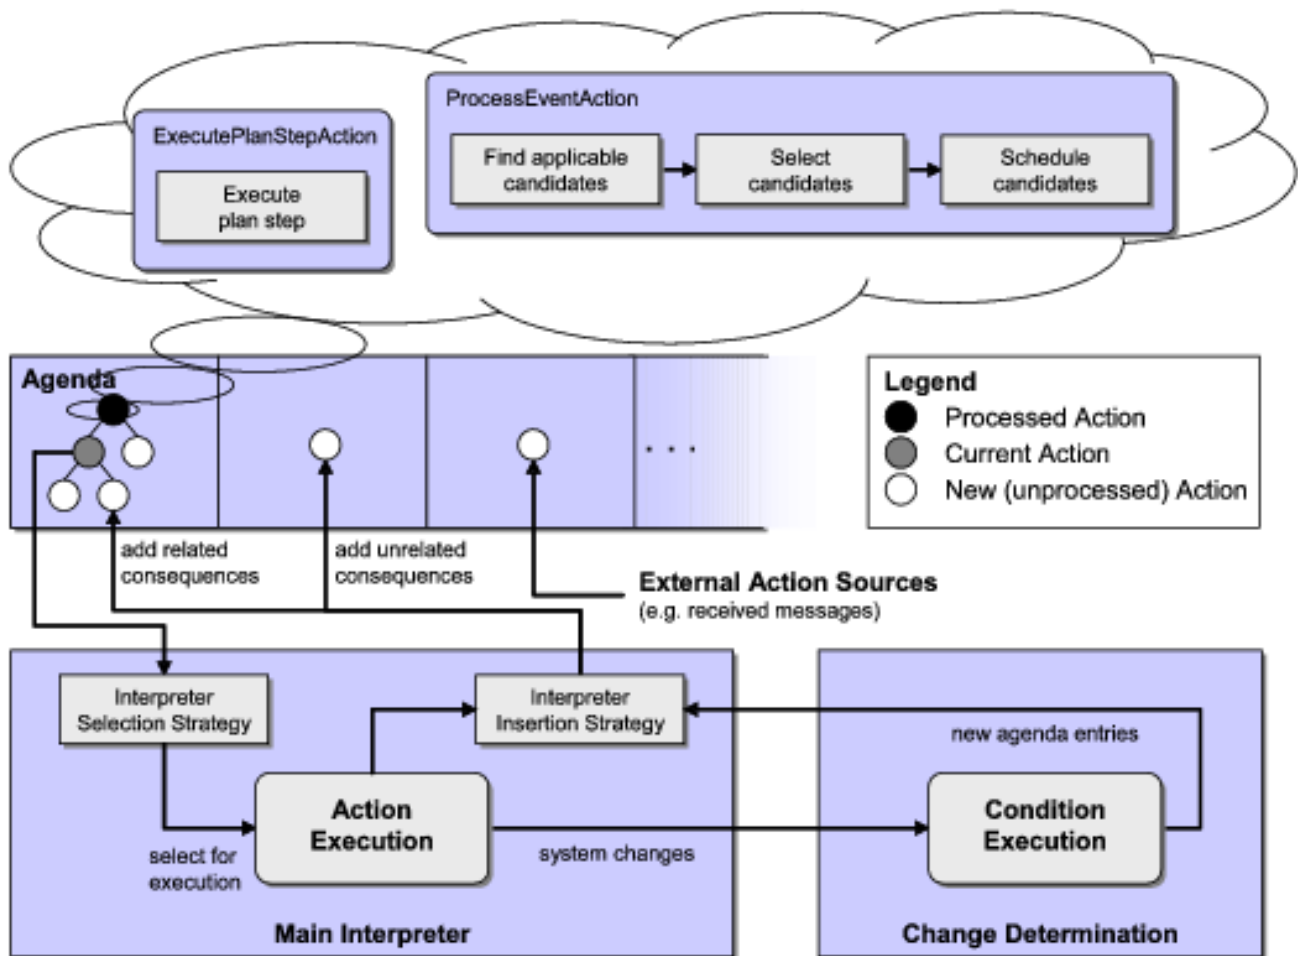 ProcessEventAction
ExecutePlanStepAction
Find applicable
candidates
Select
candidates
Schedule
candidates
Execute
plan step
Agenda
. . .
Legend
Processed Action
Current Action
New (unprocessed) Action
add related
consequences
add unrelated
consequences
External Action Sources
(e.g. received messages)
Interpreter
Selection Strategy
Interpreter
Insertion Strategy
new agenda entries
Action
Execution
Condition
Execution
select for
execution
system changes
Main Interpreter
Change Determination